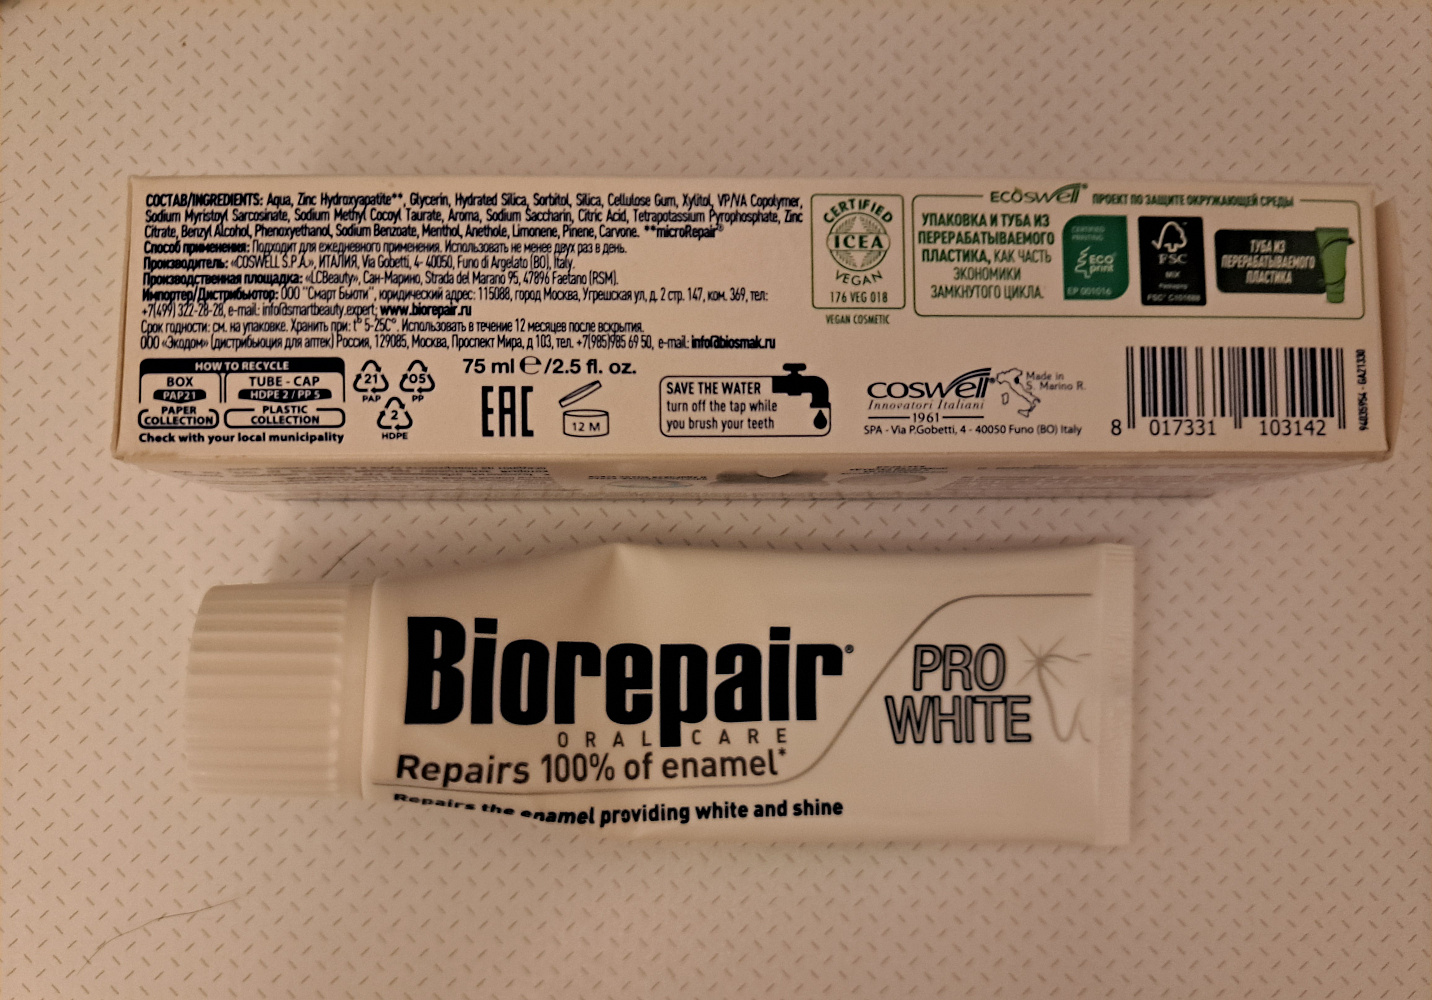 СОСТАВ/INGREDIENTS: Aqua, Zinc Hydroxyapatite**, Glycerin, Hydrated Silica, Sorbitol, Silica, Cellulose Gum, Xylitol, VP/VA Copolymer,
Sodium Myristoyl Sarcosinate, Sodium Methyl Cocoyl Taurate, Aroma, Sodium Saccharin, Citric Acid, Tetrapotassium Pyrophosphate, Zinc
Citrate, Benzyl Alcohol, Phenoxyethanol, Sodium Benzoate, Menthol, Anethole, Limonene, Pinene, Carvone. **microRepair®
Способ применения: Подходит для ежедневного применения. Использовать не менее двух раз в день.
Производитель: «COSWELL S.P.A.», ИТАЛИЯ, Via Gobetti, 4- 40050, Funo di Argelato (BO), Italy.
Производственная площадка: «LCBeauty», Сан-Марино, Strada del Marano 95, 47896 Faetano (RSM).
Импортер/Дистрибьютор: ООО "Смарт Бьюти", юридический адрес: 115088, город Москва, Угрешская ул, д. 2 стр. 147, ком. 369, тел:
+7(499) 322-28-28, e-mail: info@smartbeauty.expert; www.biorepair.ru
Срок годности: см. на упаковке. Хранить при: t° 5-25C°. Использовать в течение 12 месяцев после вскрытия.
ООО «Экодом» (дистрибьюция для аптек) Россия, 129085, Москва, Проспект Мира, д 103, тел. +7(985)985 69 50, e-mail: info@biosmak.ru
HOW TO RECYCLE
BOX
PAP21
PAPER
COLLECTION
TUBE - CAP
HDPE 2 / PP 5
PLASTIC
COLLECTION
Check with your local municipality
21
PAP
05
PP
2
HDPE
75 ml ℮/2.5 fl. oz.
EAC
12 M
SAVE THE WATER
turn off the tap while
you brush your teeth
COSWell®
Innovatori Italiani
1961
SPA - Via P.Gobetti, 4 - 40050 Funo (BO) Italy
Made in
S. Marino R.
CERTIFIED
ICEA
VEGAN
176 VEG 018
VEGAN COSMETIC
ECOSWell® ПРОЕКТ ПО ЗАЩИТЕ ОКРУЖАЮЩЕЙ СРЕДЫ
УПАКОВКА И ТУБА ИЗ
ПЕРЕРАБАТЫВАЕМОГО
ПЛАСТИКА, КАК ЧАСТЬ
ЭКОНОМИКИ
ЗАМКНУТОГО ЦИКЛА.
CERTIFIED
PRINTING
ECO
print
EP 001016
FSC
MIX
Packaging
ТУБА ИЗ
ПЕРЕРАБАТЫВАЕМОГО
ПЛАСТИКА
8 017331 103142
Biorepair®
ORAL CARE
Repairs 100% of enamel*
Repairs the enamel providing white and shine
PRO
WHITE